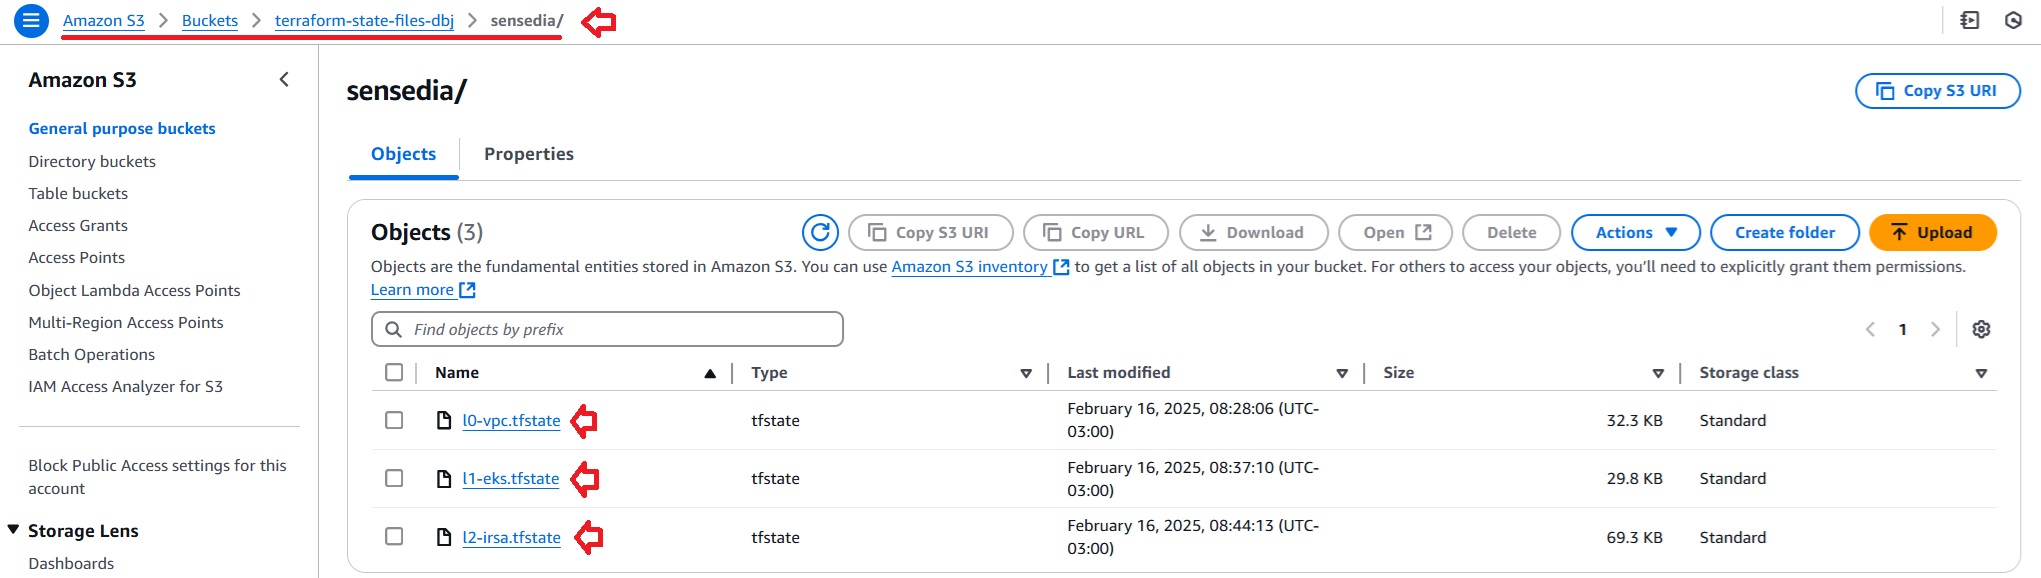 Amazon S3 > Buckets > terraform-state-files-dbj > sensedia/
Amazon S3
General purpose buckets
Directory buckets
Table buckets
Access Grants
Access Points
Object Lambda Access Points
Multi-Region Access Points
Batch Operations
IAM Access Analyzer for S3
Block Public Access settings for this
account
Storage Lens
Dashboards
sensedia/
Copy S3 URI
Objects
Properties
Objects (3)
Copy S3 URI
Copy URL
Download
Open
Delete
Actions
Create folder
Upload
Objects are the fundamental entities stored in Amazon S3. You can use Amazon S3 inventory to get a list of all objects in your bucket. For others to access your objects, you'll need to explicitly grant them permissions.
Learn more
Find objects by prefix
1
Name Type Last modified Size Storage class
l0-vpc.tfstate tfstate February 16, 2025, 08:28:06 (UTC-
03:00) 32.3 KB Standard
l1-eks.tfstate tfstate February 16, 2025, 08:37:10 (UTC-
03:00) 29.8 KB Standard
l2-irsa.tfstate tfstate February 16, 2025, 08:44:13 (UTC-
03:00) 69.3 KB Standard